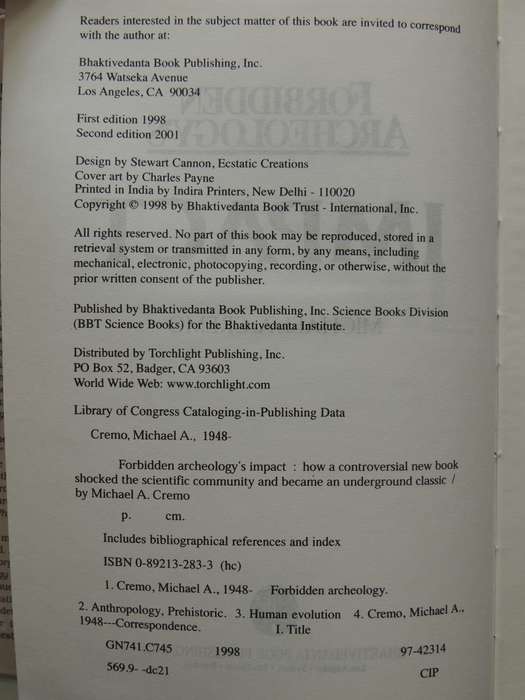 Readers interested in the subject matter of this book are invited to correspond
with the author at:
Bhaktivedanta Book Publishing, Inc.
3764 Watseka Avenue
Los Angeles, CA 90034
First edition 1998
Second edition 2001
Design by Stewart Cannon, Ecstatic Creations
Cover art by Charles Payne
Printed in India by Indira Printers, New Delhi - 110020
Copyright © 1998 by Bhaktivedanta Book Trust - International, Inc.
All rights reserved. No part of this book may be reproduced, stored in a
retrieval system or transmitted in any form, by any means, including
mechanical, electronic, photocopying, recording, or otherwise, without the
prior written consent of the publisher.
Published by Bhaktivedanta Book Publishing, Inc. Science Books Division
(BBT Science Books) for the Bhaktivedanta Institute.
Distributed by Torchlight Publishing, Inc.
PO Box 52, Badger, CA 93603
World Wide Web: www.torchlight.com
Library of Congress Cataloging-in-Publishing Data
Cremo, Michael A., 1948-
Forbidden archeology's impact : how a controversial new book
shocked the scientific community and became an underground classic /
by Michael A. Cremo
p. cm.
Includes bibliographical references and index
ISBN 0-89213-283-3 (hc)
1. Cremo, Michael A., 1948- Forbidden archeology.
2. Anthropology, Prehistoric. 3. Human evolution 4. Cremo, Michael A.,
1948---Correspondence. I. Title
GN741.C745 1998 97-42314
569.9- -dc21 CIP